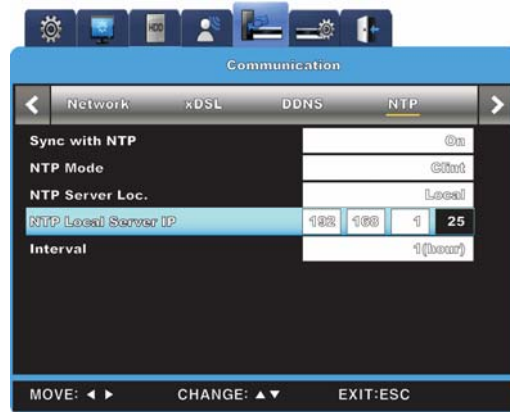 HDD
Communication
Network xDSL DDNS NTP
Sync with NTP On
NTP Mode Clint
NTP Server Loc. Local
NTP Local Server IP 192 168 1 25
Interval 1(hour)
MOVE: ◀ ▶ CHANGE: ▲▼ EXIT:ESC